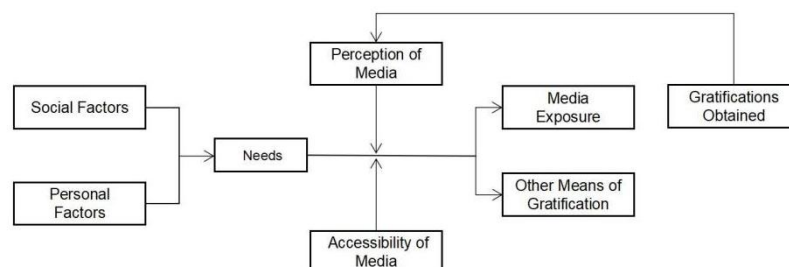 Perception of
Media
Social Factors
Media
Exposure
Gratifications
Obtained
Needs
Personal
Factors
Other Means of
Gratification
Accessibility of
Media